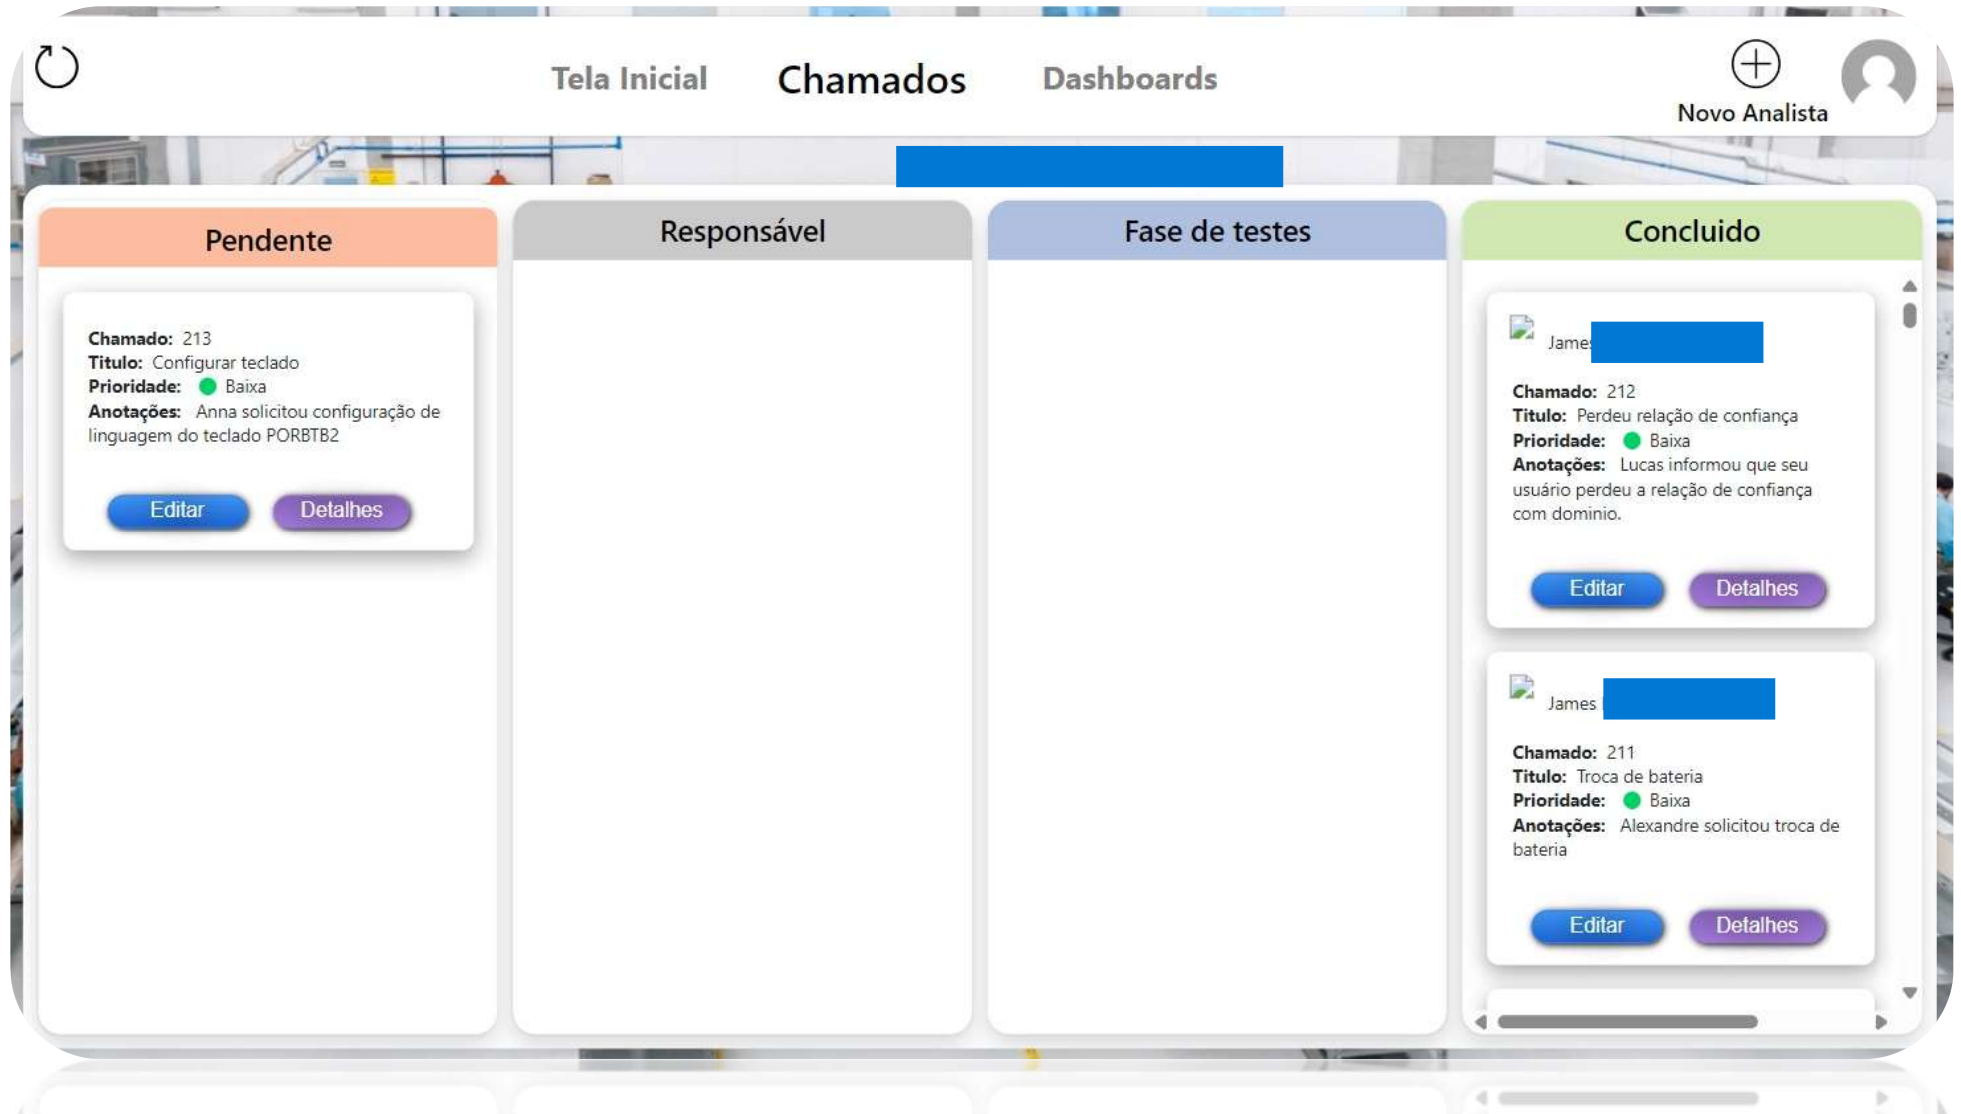 Tela Inicial
Chamados
Dashboards
Novo Analista
Pendente
Chamado: 213
Titulo: Configurar teclado
Prioridade: Baixa
Anotações: Anna solicitou configuração de
linguagem do teclado PORBTB2
Editar
Detalhes
Responsável
Fase de testes
Concluido
James
Chamado: 212
Titulo: Perdeu relação de confiança
Prioridade: Baixa
Anotações: Lucas informou que seu
usuário perdeu a relação de confiança
com dominio.
Editar
Detalhes
James
Chamado: 211
Titulo: Troca de bateria
Prioridade: Baixa
Anotações: Alexandre solicitou troca de
bateria
Editar
Detalhes